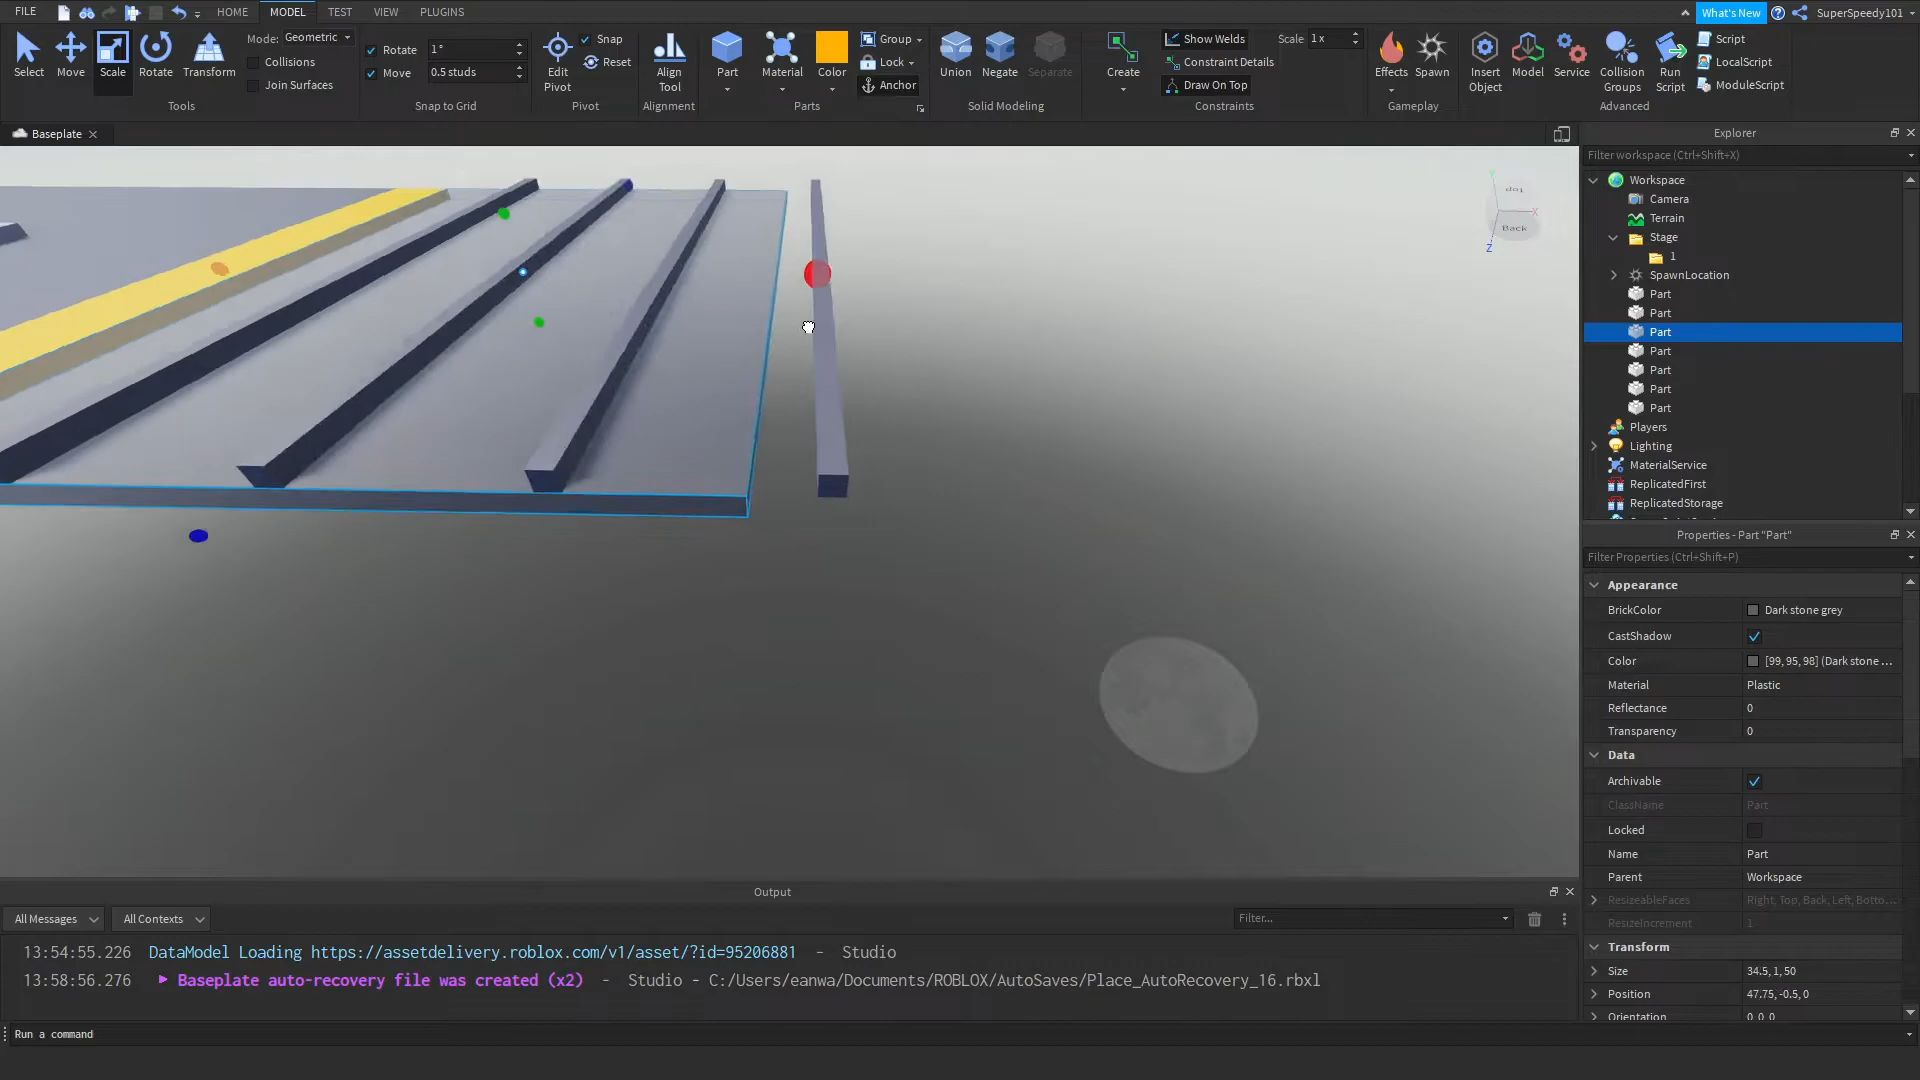 FILE HOME MODEL TEST VIEW PLUGINS What's New SuperSpeedy101
Select Move Scale Rotate Transform
Mode: Geometric
Collisions
Join Surfaces
Tools
Rotate 1°
Move 0.5 studs
Snap to Grid
Edit Pivot
Snap
Reset
Pivot
Align Tool
Alignment
Part Material Color
Group
Lock
Anchor
Parts
Union Negate Separate
Solid Modeling
Create
Show Welds
Constraint Details
Draw On Top
Scale 1 x
Constraints
Effects Spawn
Gameplay
Insert Object
Model Service
Collision Groups
Run Script
Script
LocalScript
ModuleScript
Advanced
Baseplate
Top
Back
Y
X
Z
Explorer
Filter workspace (Ctrl+Shift+X)
Workspace
Camera
Terrain
Stage
1
SpawnLocation
Part
Part
Part
Part
Part
Part
Part
Players
Lighting
MaterialService
ReplicatedFirst
ReplicatedStorage
Properties - Part "Part"
Filter Properties (Ctrl+Shift+P)
Appearance
BrickColor Dark stone grey
CastShadow
Color [99, 95, 98] (Dark stone ...
Material Plastic
Reflectance 0
Transparency 0
Data
Archivable
ClassName Part
Locked
Name Part
Parent Workspace
ResizeableFaces Right, Top, Back, Left, Botto...
ResizeIncrement 1
Transform
Size 34.5, 1, 50
Position 47.75, -0.5, 0
Orientation 0, 0, 0
Output
All Messages All Contexts Filter...
13:54:55.226 DataModel Loading https://assetdelivery.roblox.com/v1/asset/?id=95206881 - Studio
13:58:56.276 Baseplate auto-recovery file was created (x2) - Studio - C:/Users/eanwa/Documents/ROBLOX/AutoSaves/Place_AutoRecovery_16.rbxl
Run a command